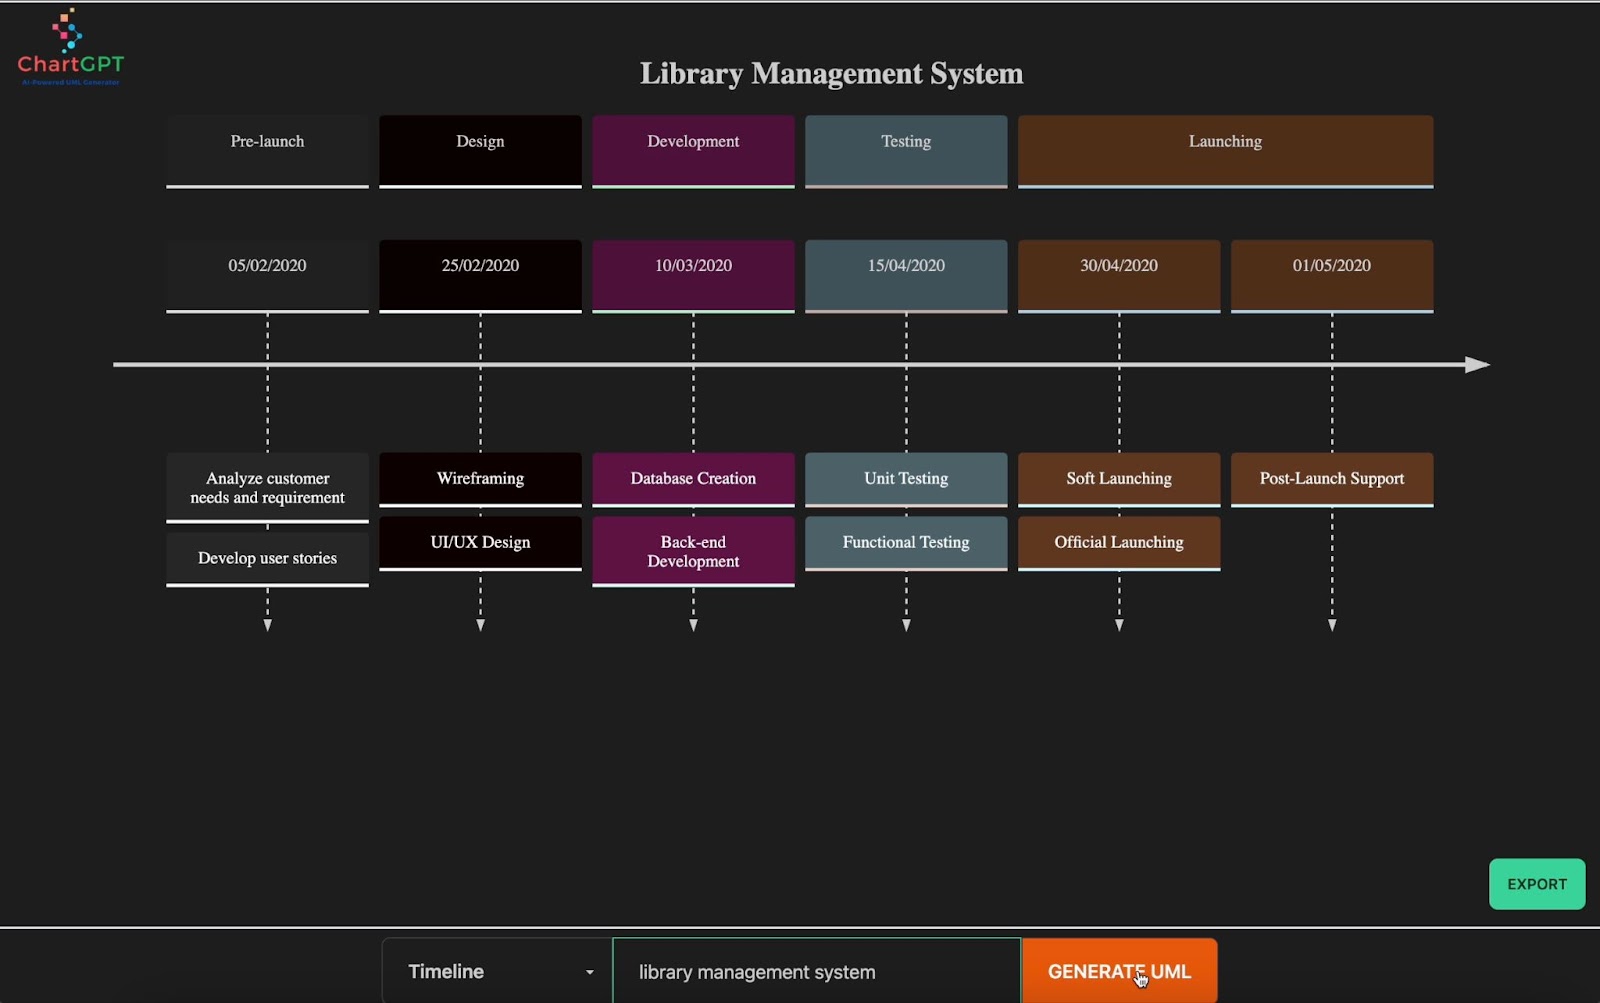 ChartGPT
AI-Powered UML Generator
Library Management System
Pre-launch
Design
Development
Testing
Launching
05/02/2020
25/02/2020
10/03/2020
15/04/2020
30/04/2020
01/05/2020
Analyze customer
needs and requirement
Develop user stories
Wireframing
UI/UX Design
Database Creation
Back-end
Development
Unit Testing
Functional Testing
Soft Launching
Official Launching
Post-Launch Support
EXPORT
Timeline
library management system
GENERATE UML